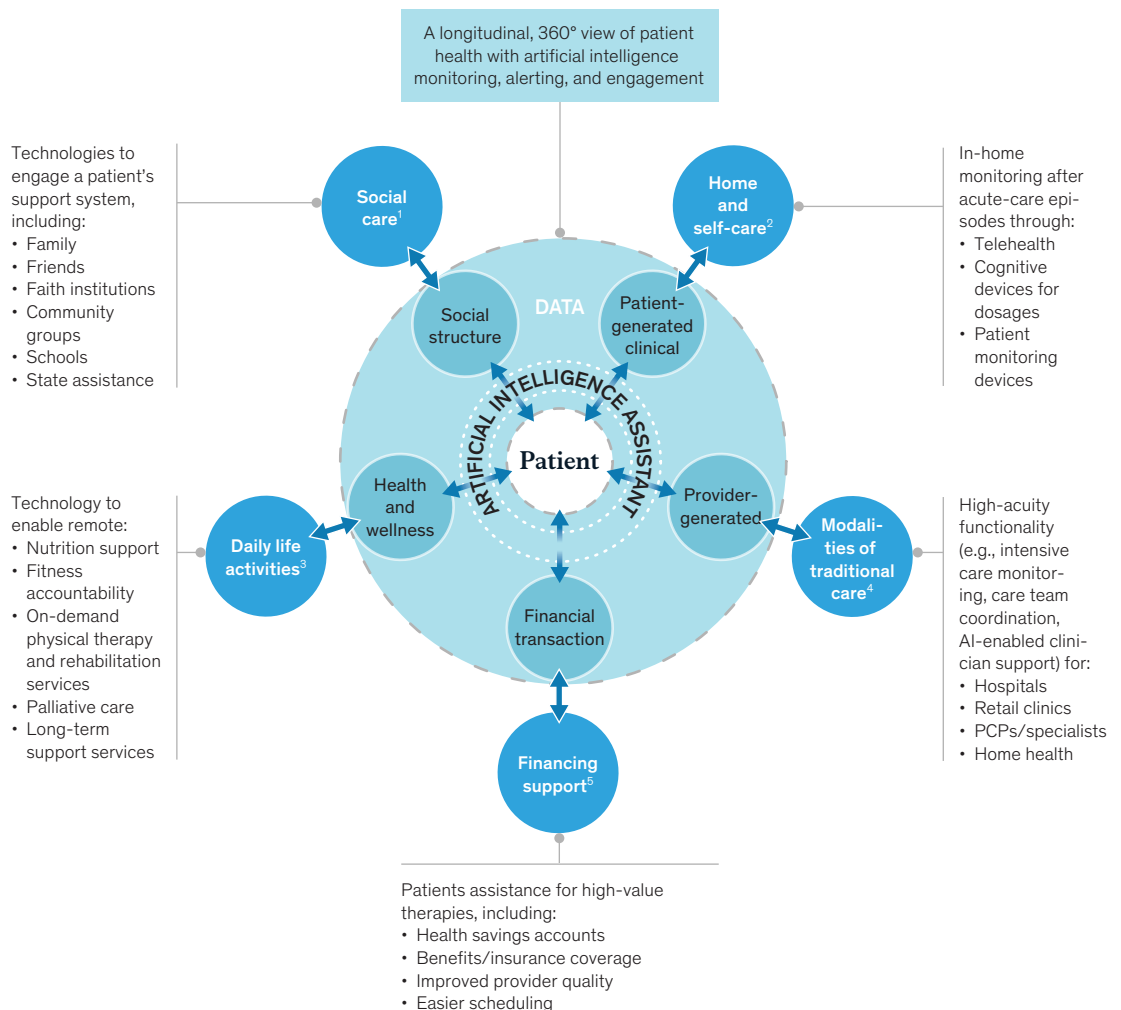 A longitudinal, 360° view of patient
health with artificial intelligence
monitoring, alerting, and engagement
Technologies to
engage a patient's
support system,
including:
• Family
• Friends
• Faith institutions
• Community
groups
• Schools
• State assistance
Social
care1
Home
and
self-care2
In-home
monitoring after
acute-care epi-
sodes through:
• Telehealth
• Cognitive
devices for
dosages
• Patient
monitoring
devices
DATA
Social
structure
Patient-
generated
clinical
ARTIFICIAL INTELLIGENCE ASSISTANT
Patient
Health
and
wellness
Provider-
generated
Financial
transaction
Technology to
enable remote:
• Nutrition support
• Fitness
accountability
• On-demand
physical therapy
and rehabilitation
services
• Palliative care
• Long-term
support services
Daily life
activities3
Modali-
ties of
traditional
care4
High-acuity
functionality
(e.g., intensive
care monitor-
ing, care team
coordination,
AI-enabled clini-
cian support) for:
• Hospitals
• Retail clinics
• PCPs/specialists
• Home health
Financing
support5
Patients assistance for high-value
therapies, including:
• Health savings accounts
• Benefits/insurance coverage
• Improved provider quality
• Easier scheduling